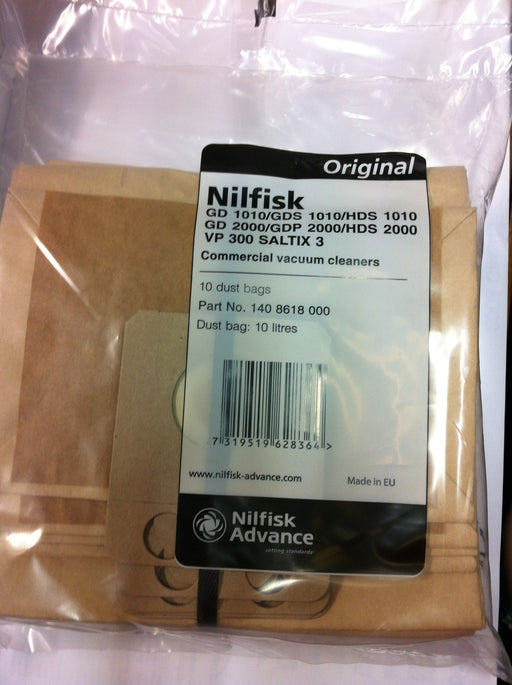 Original
Nilfisk
GD 1010/GDS 1010/HDS 1010
GD 2000/GDP 2000/HDS 2000
VP 300 SALTIX 3
Commercial vacuum cleaners
10 dust bags
Part No. 140 8618 000
Dust bag: 10 litres
7 319519 628364 >
www.nilfisk-advance.com
Made in EU
Nilfisk
Advance
setting standards